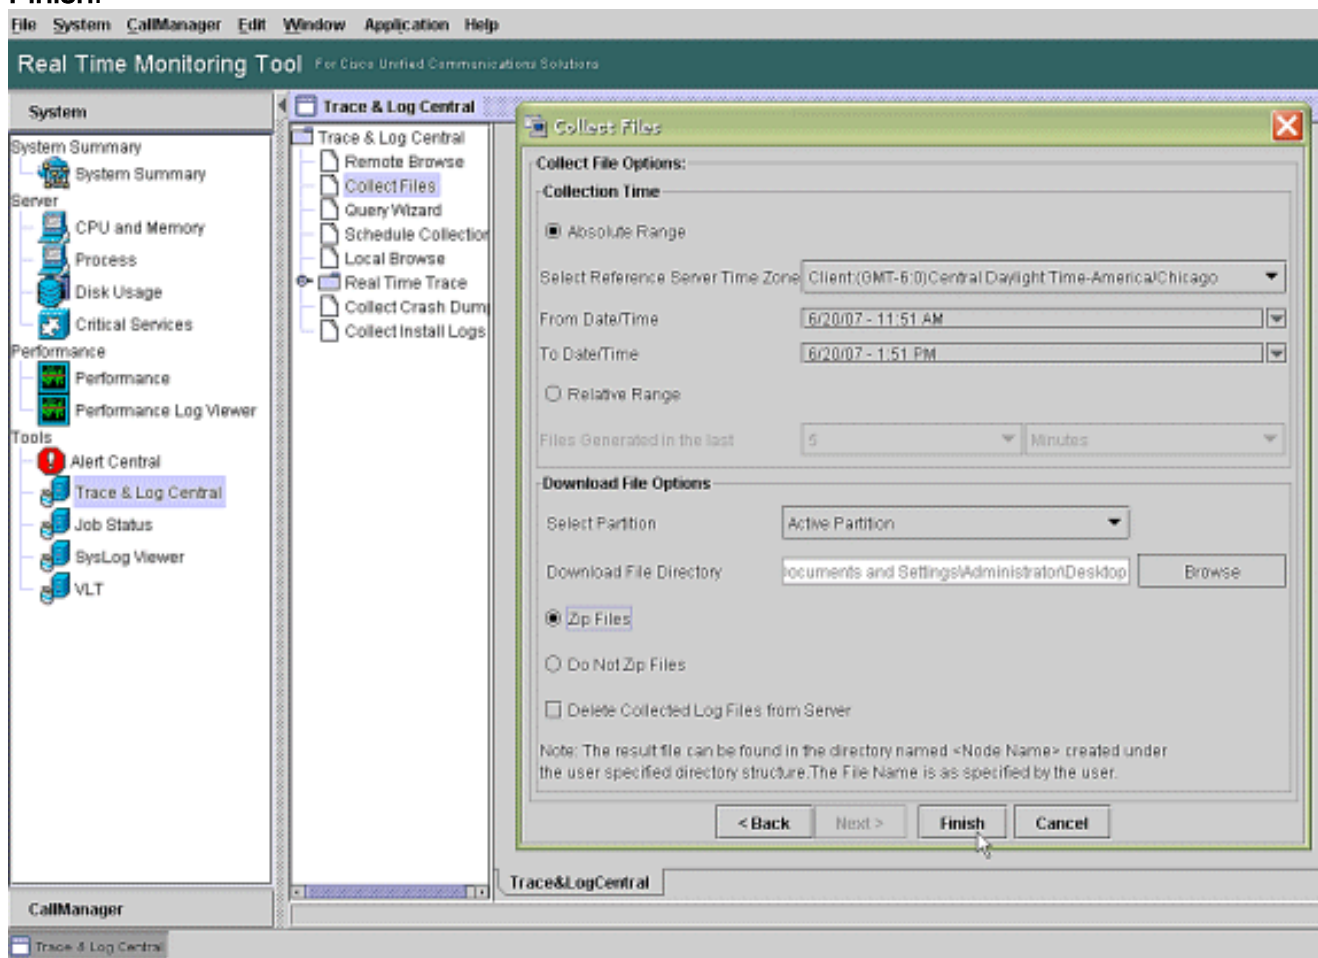 Finish.
File System CallManager Edit Window Application Help
Real Time Monitoring Tool For Cisco Unified Communications Solutions
System
System Summary
System Summary
Server
CPU and Memory
Process
Disk Usage
Critical Services
Performance
Performance
Performance Log Viewer
Tools
Alert Central
Trace & Log Central
Job Status
SysLog Viewer
VLT
CallManager
Trace & Log Central
Trace & Log Central
Remote Browse
Collect Files
Query Wizard
Schedule Collection
Local Browse
Real Time Trace
Collect Crash Dump
Collect Install Logs
Collect Files
Collect File Options:
Collection Time
Absolute Range
Select Reference Server Time Zone Client:(GMT-6:0)Central Daylight Time-America/Chicago
From Date/Time 6/20/07 - 11:51 AM
To Date/Time 6/20/07 - 1:51 PM
Relative Range
Files Generated in the last 5 Minutes
Download File Options
Select Partition Active Partition
Download File Directory ocuments and Settings\Administrator\Desktop Browse
Zip Files
Do Not Zip Files
Delete Collected Log Files from Server
Note: The result file can be found in the directory named <Node Name> created under
the user specified directory structure.The File Name is as specified by the user.
< Back Next > Finish Cancel
Trace&LogCentral
Trace & Log Central